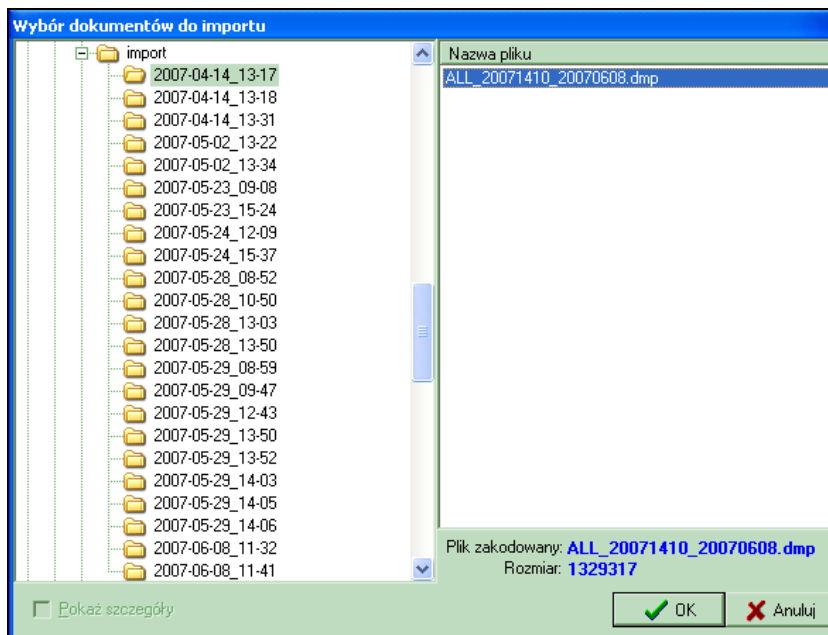 Wybór dokumentów do importu
import
2007-04-14_13-17
2007-04-14_13-18
2007-04-14_13-31
2007-05-02_13-22
2007-05-02_13-34
2007-05-23_09-08
2007-05-23_15-24
2007-05-24_12-09
2007-05-24_15-37
2007-05-28_08-52
2007-05-28_10-50
2007-05-28_13-03
2007-05-28_13-50
2007-05-29_08-59
2007-05-29_09-47
2007-05-29_12-43
2007-05-29_13-50
2007-05-29_13-52
2007-05-29_14-03
2007-05-29_14-05
2007-05-29_14-06
2007-06-08_11-32
2007-06-08_11-41
Nazwa pliku
ALL_20071410_20070608.dmp
Plik zakodowany: ALL_20071410_20070608.dmp
Rozmiar: 1329317
Pokaż szczegóły
OK
Anuluj